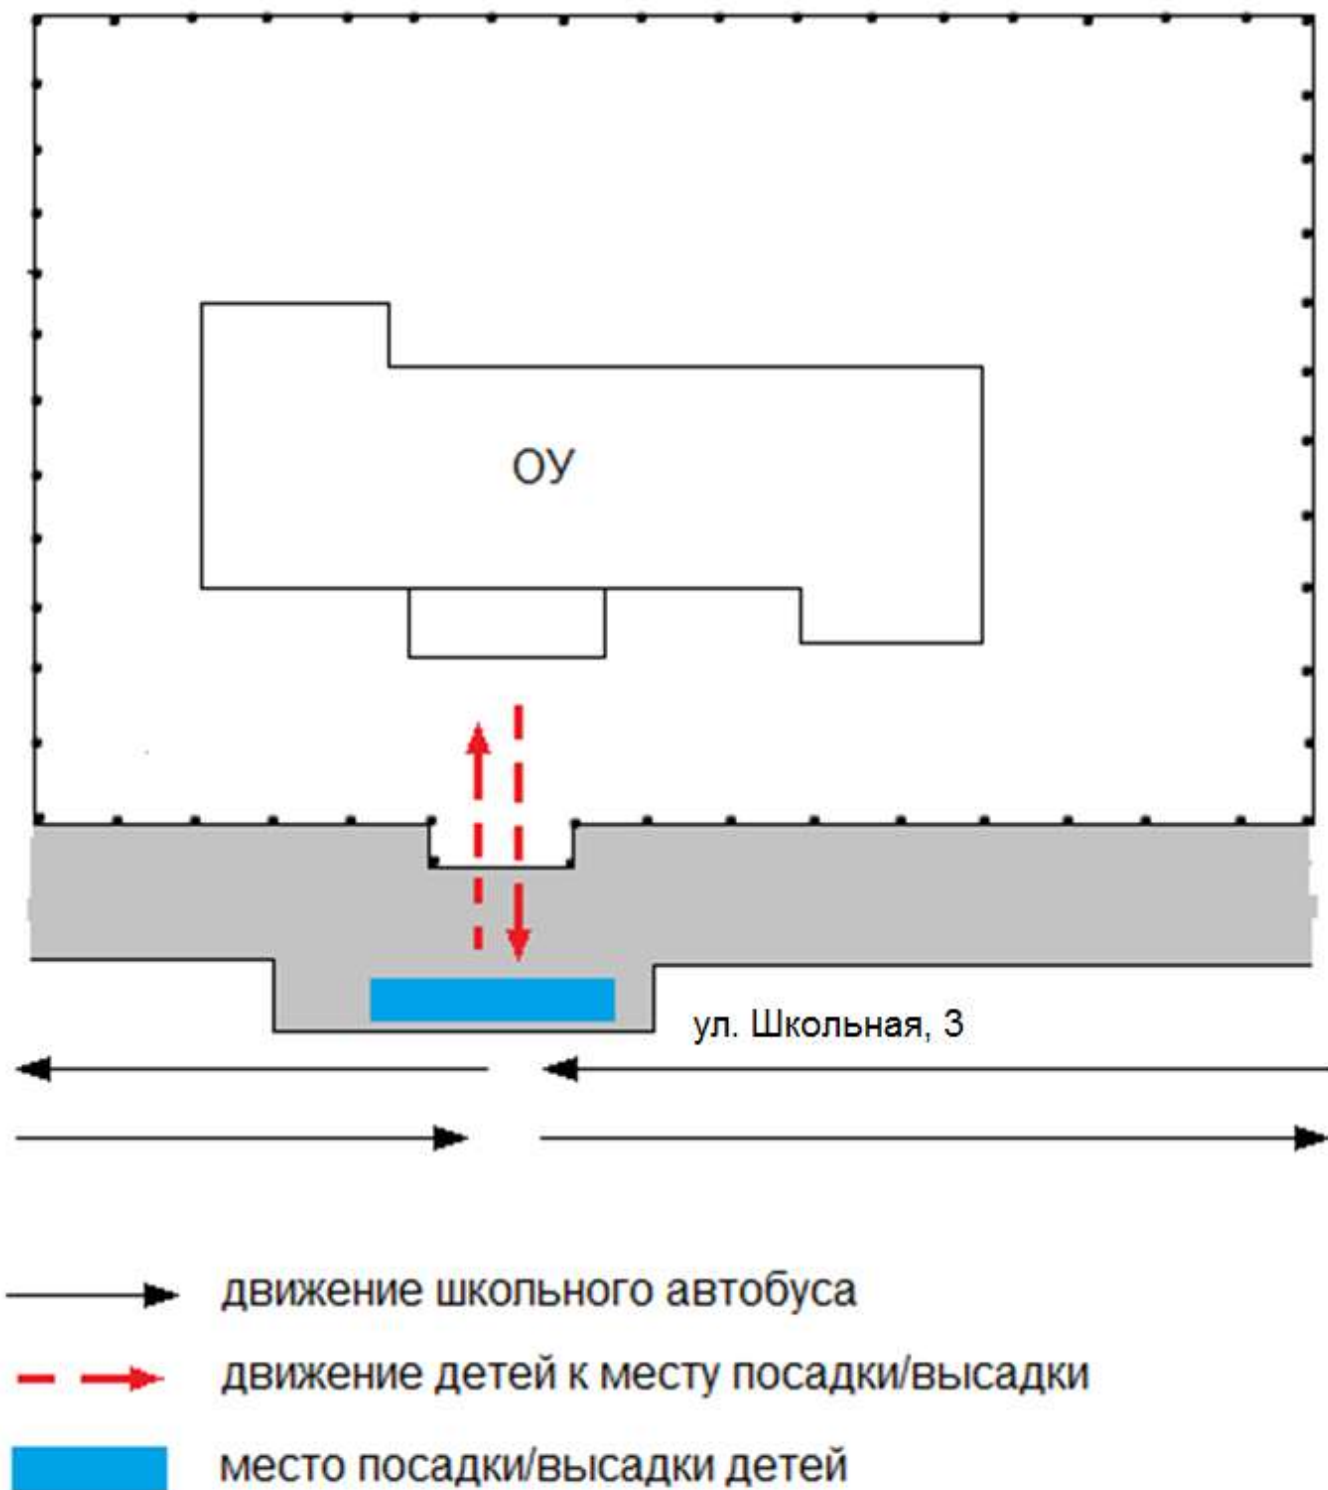 ОУ
ул. Школьная, 3
движение школьного автобуса
движение детей к месту посадки/высадки
место посадки/высадки детей